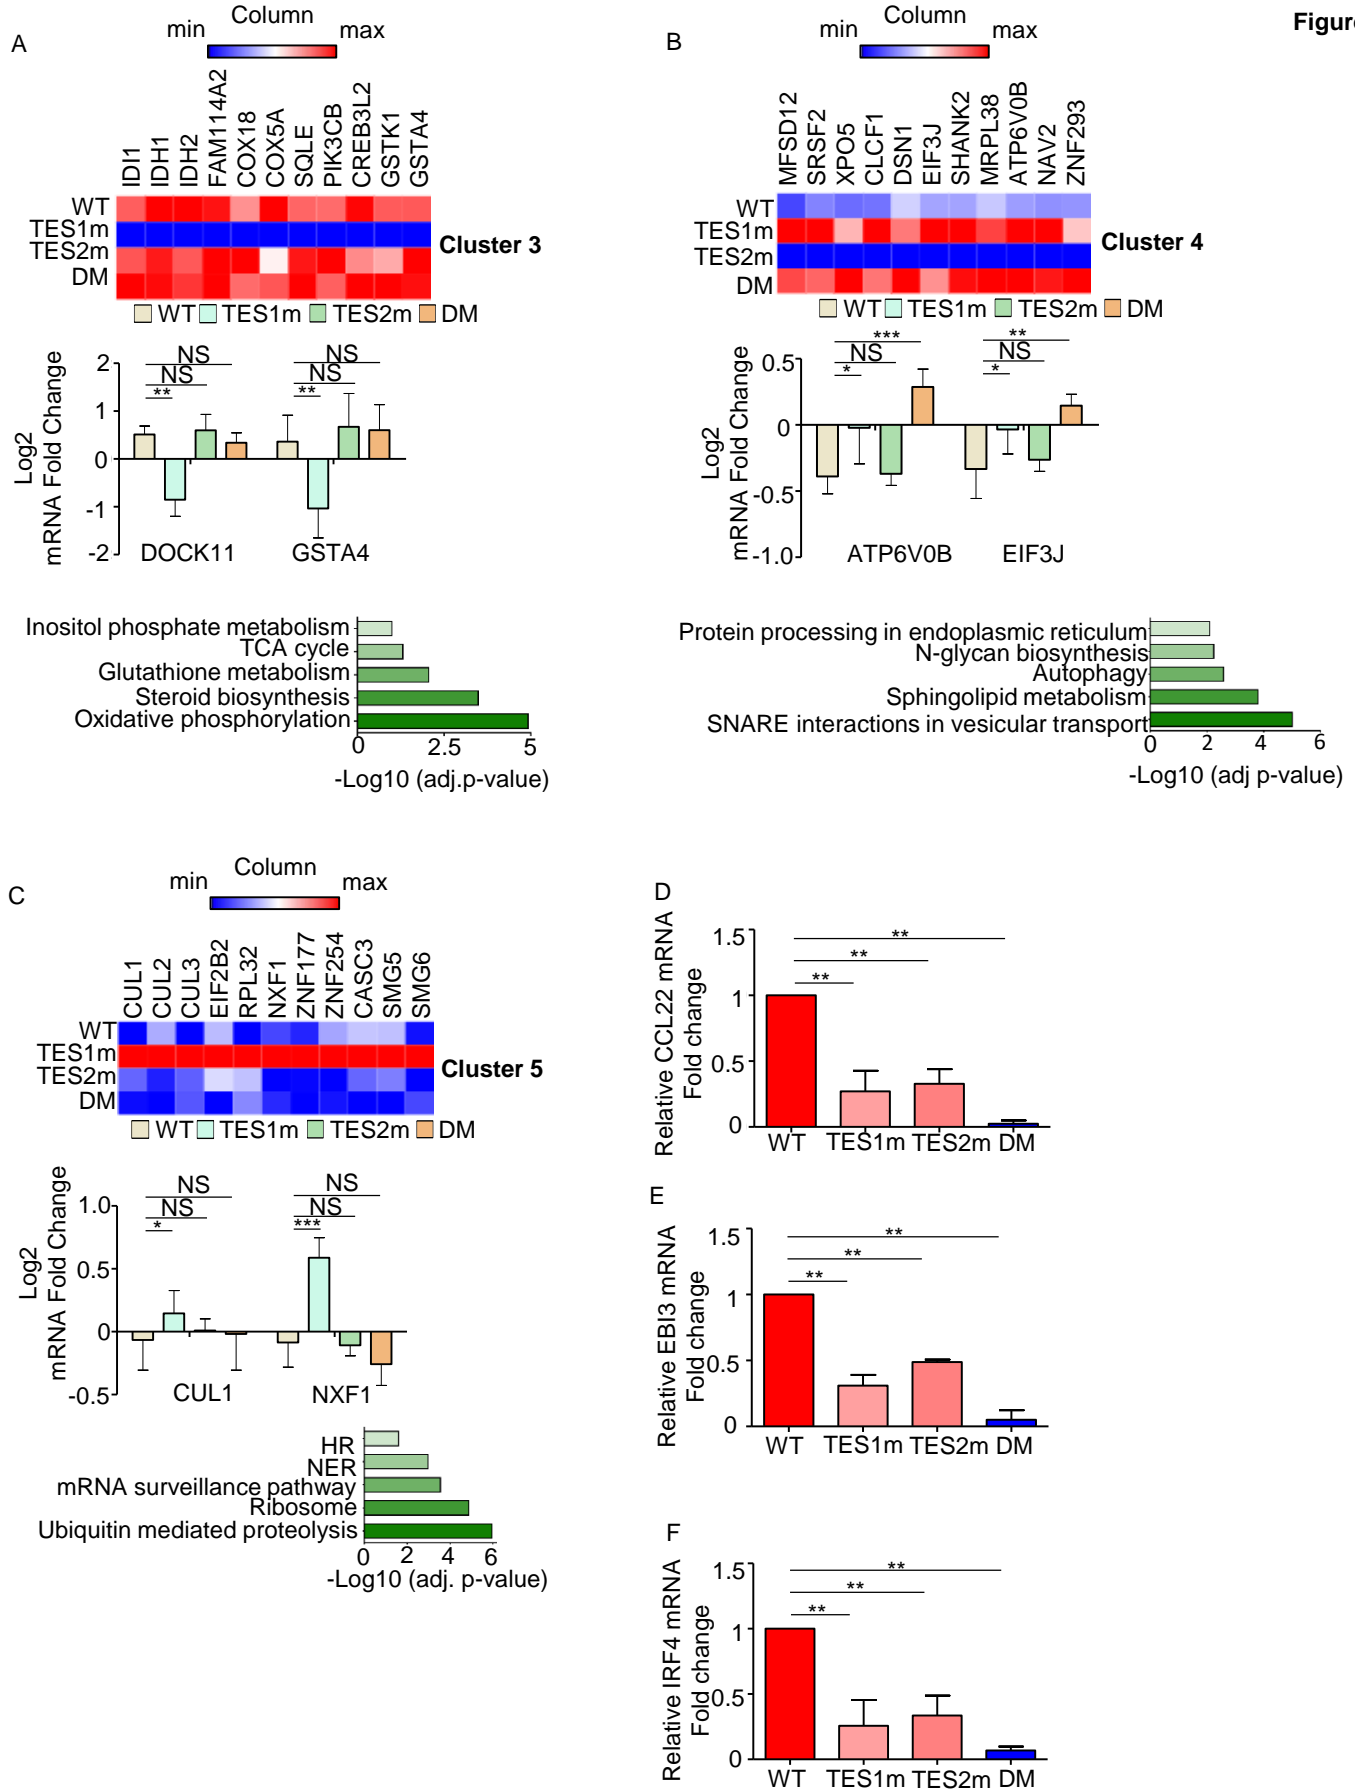 Figure
A
Column
min max
IDI1 IDH1 IDH2 FAM114A2 COX18 COX5A SQLE PIK3CB CREB3L2 GSTK1 GSTA4
WT
TES1m
TES2m
DM
Cluster 3
WT TES1m TES2m DM
Log2
mRNA Fold Change
2
1
0
-1
-2
NS
NS
**
NS
NS
**
DOCK11 GSTA4
Inositol phosphate metabolism
TCA cycle
Glutathione metabolism
Steroid biosynthesis
Oxidative phosphorylation
0 2.5 5
-Log10 (adj.p-value)
B
Column
min max
MFSD12 SRSF2 XPO5 CLCF1 DSN1 EIF3J SHANK2 MRPL38 ATP6V0B NAV2 ZNF293
WT
TES1m
TES2m
DM
Cluster 4
WT TES1m TES2m DM
Log2
mRNA Fold Change
0.5
0
-0.5
-1.0
***
NS
*
**
NS
*
ATP6V0B EIF3J
Protein processing in endoplasmic reticulum
N-glycan biosynthesis
Autophagy
Sphingolipid metabolism
SNARE interactions in vesicular transport
0 2 4 6
-Log10 (adj p-value)
C
Column
min max
CUL1 CUL2 CUL3 EIF2B2 RPL32 NXF1 ZNF177 ZNF254 CASC3 SMG5 SMG6
WT
TES1m
TES2m
DM
Cluster 5
WT TES1m TES2m DM
Log2
mRNA Fold Change
1.0
0.5
0
-0.5
NS
NS
*
NS
NS
***
CUL1 NXF1
HR
NER
mRNA surveillance pathway
Ribosome
Ubiquitin mediated proteolysis
0 2 4 6
-Log10 (adj. p-value)
D
Relative CCL22 mRNA
Fold change
1.5
1
0.5
0
**
**
**
WT TES1m TES2m DM
E
Relative EBI3 mRNA
Fold change
1.5
1
0.5
0
**
**
**
WT TES1m TES2m DM
F
Relative IRF4 mRNA
Fold change
1.5
1
0.5
0
**
**
**
WT TES1m TES2m DM